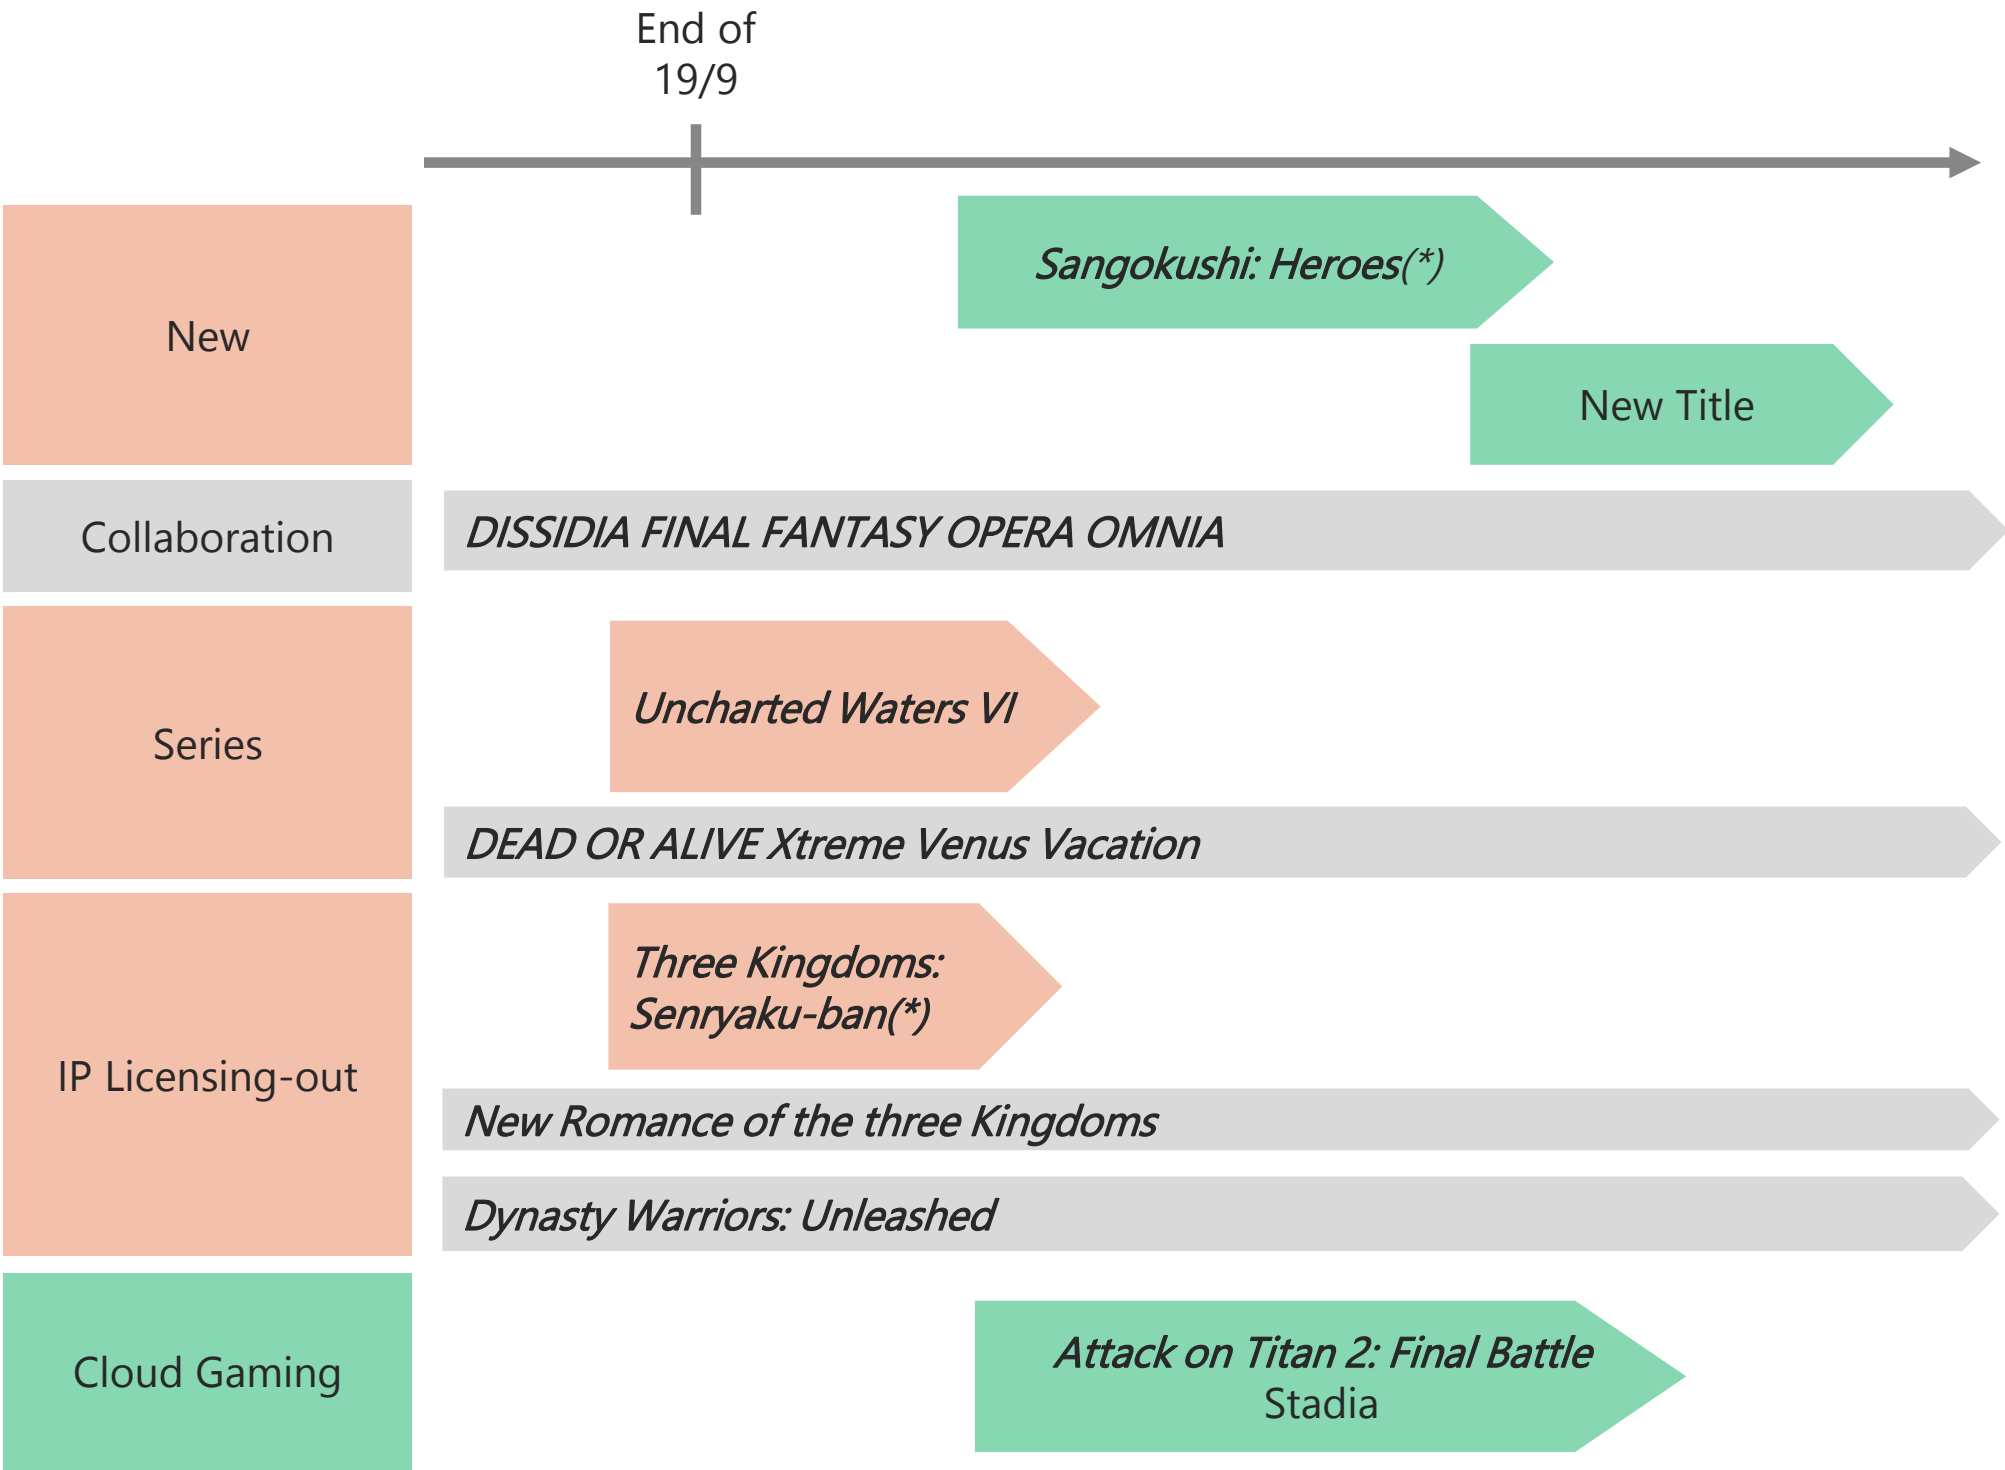 End of
19/9
New
Sangokushi: Heroes(*)
New Title
Collaboration
DISSIDIA FINAL FANTASY OPERA OMNIA
Series
Uncharted Waters VI
DEAD OR ALIVE Xtreme Venus Vacation
IP Licensing-out
Three Kingdoms:
Senryaku-ban(*)
New Romance of the three Kingdoms
Dynasty Warriors: Unleashed
Cloud Gaming
Attack on Titan 2: Final Battle
Stadia